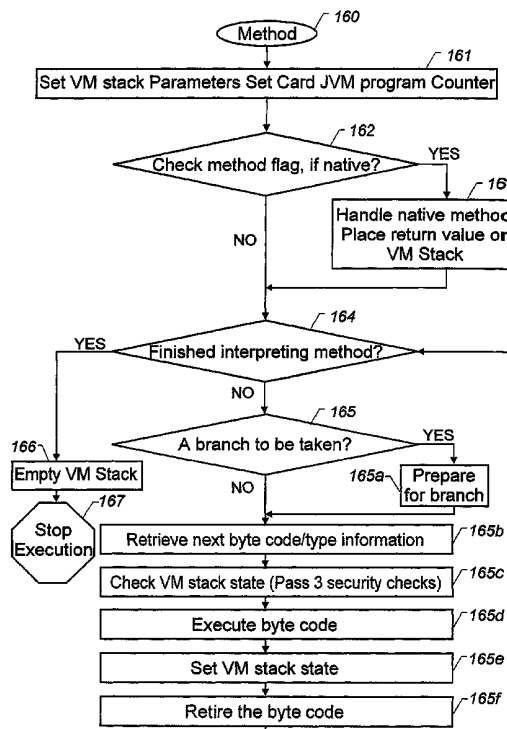 Method
160
161
Set VM stack Parameters Set Card JVM program Counter
162
Check method flag, if native?
YES
16
Handle native method
Place return value on
VM Stack
NO
164
YES
Finished interpreting method?
NO
165
A branch to be taken?
YES
166
Empty VM Stack
165a
Prepare
for branch
NO
167
Stop
Execution
Retrieve next byte code/type information
165b
Check VM stack state (Pass 3 security checks)
165c
Execute byte code
165d
Set VM stack state
165e
Retire the byte code
165f